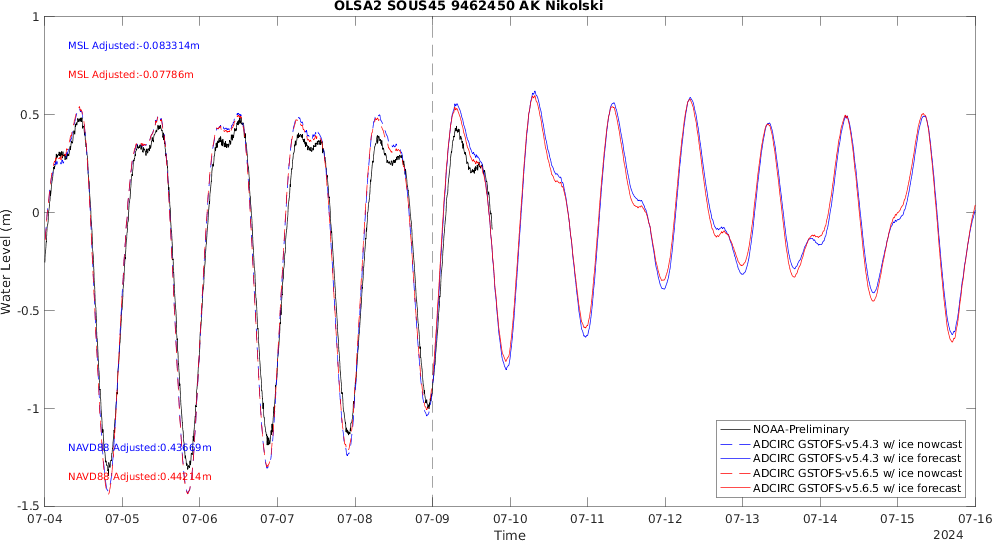 OLSA2 SOUS45 9462450 AK Nikolski
MSL Adjusted:-0.083314m
MSL Adjusted:-0.07786m
NAVD88 Adjusted:0.43669m
NAVD88 Adjusted:0.44214m
Water Level (m)
1
0.5
0
-0.5
-1
-1.5
NOAA-Preliminary
ADCIRC GSTOFS-v5.4.3 w/ ice nowcast
ADCIRC GSTOFS-v5.4.3 w/ ice forecast
ADCIRC GSTOFS-v5.6.5 w/ ice nowcast
ADCIRC GSTOFS-v5.6.5 w/ ice forecast
07-04 07-05 07-06 07-07 07-08 07-09 07-10 07-11 07-12 07-13 07-14 07-15 07-16
Time
2024